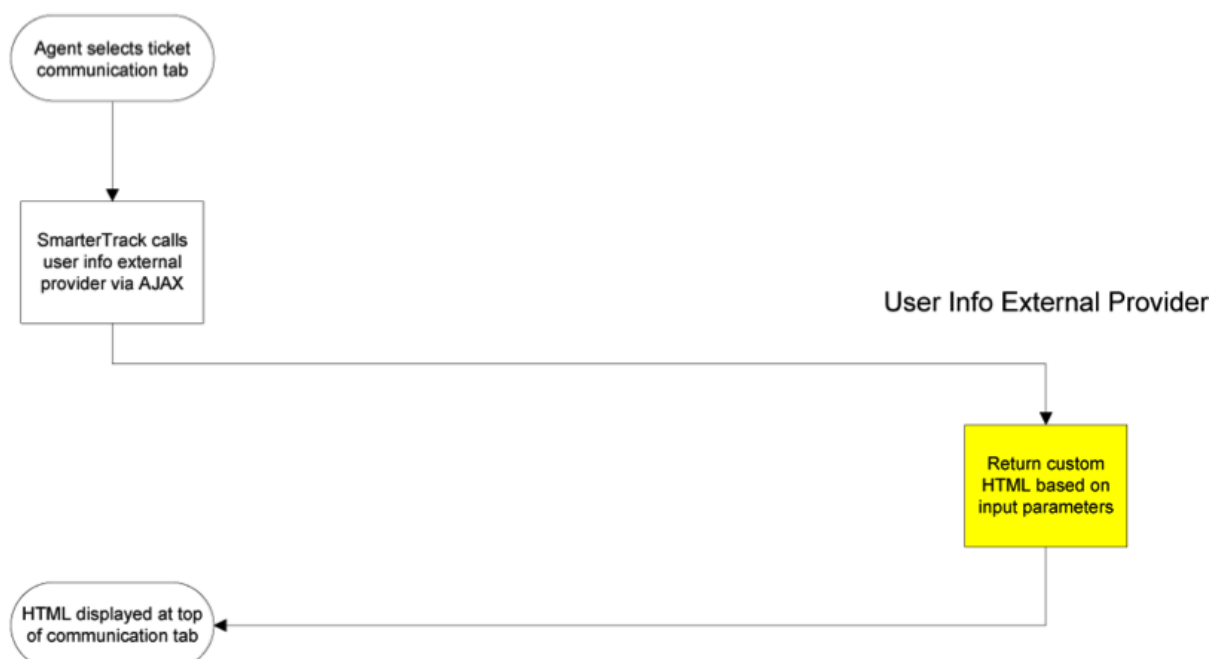 Agent selects ticket
communication tab
SmarterTrack calls
user info external
provider via AJAX
User Info External Provider
Return custom
HTML based on
input parameters
HTML displayed at top
of communication tab